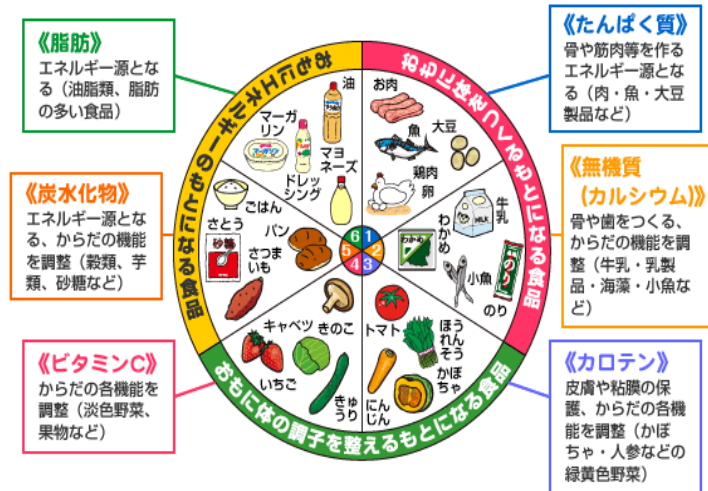 《脂肪》
エネルギー源とな
る（油脂類、脂肪
の多い食品）
《炭水化物》
エネルギー源とな
る、からだの機能
を調整（穀類、芋
類、砂糖など）
《ビタミンC》
からだの各機能を
調整（淡色野菜、
果物など）
おもにエネルギーのもとになる食品
おもに体をつくるもとになる食品
おもに体の調子を整えるもとになる食品
油
マーガ
リン
マヨ
ネーズ
ドレッ
シング
お肉
魚
大豆
鶏肉
卵
ごはん
さとう
砂糖
パン
さつま
いも
6
1
5
2
4
3
わかめ
わかめ
牛乳
MILK
小魚
のり
のり
キャベツ
きのこ
いちご
きゅうり
トマト
ほうれんそう
かぼちゃ
にんじん
《たんぱく質》
骨や筋肉等を作る
エネルギー源とな
る（肉・魚・大豆
製品など）
《無機質
（カルシウム）》
骨や歯をつくる、
からだの機能を調
整（牛乳・乳製
品・海藻・小魚な
ど）
《カロテン》
皮膚や粘膜の保
護、からだの各機
能を調整（かぼ
ちゃ・人参などの
緑黄色野菜）